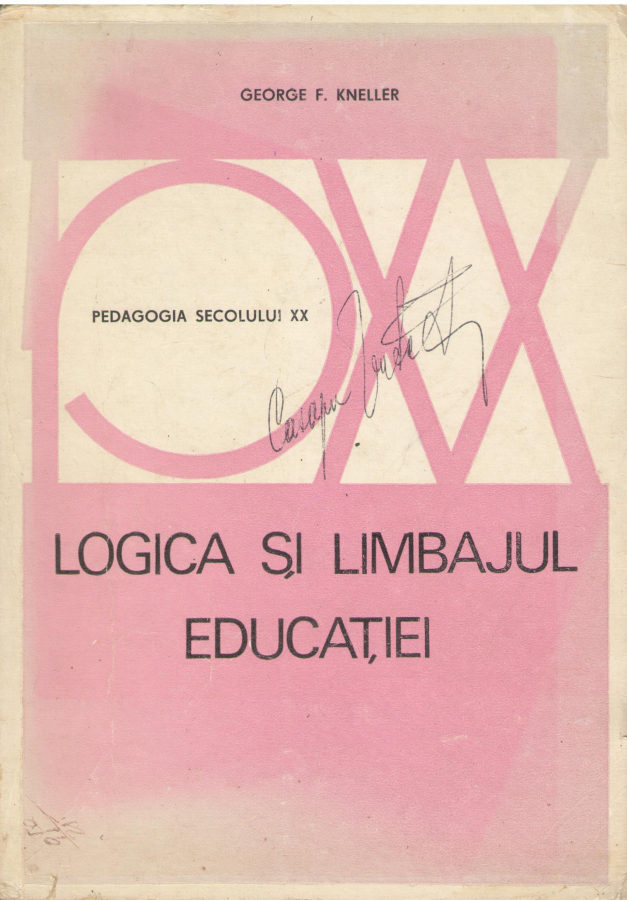 GEORGE F. KNELLER
PEDAGOGIA SECOLULUI XX
LOGICA ȘI LIMBAJUL
EDUCAȚIEI